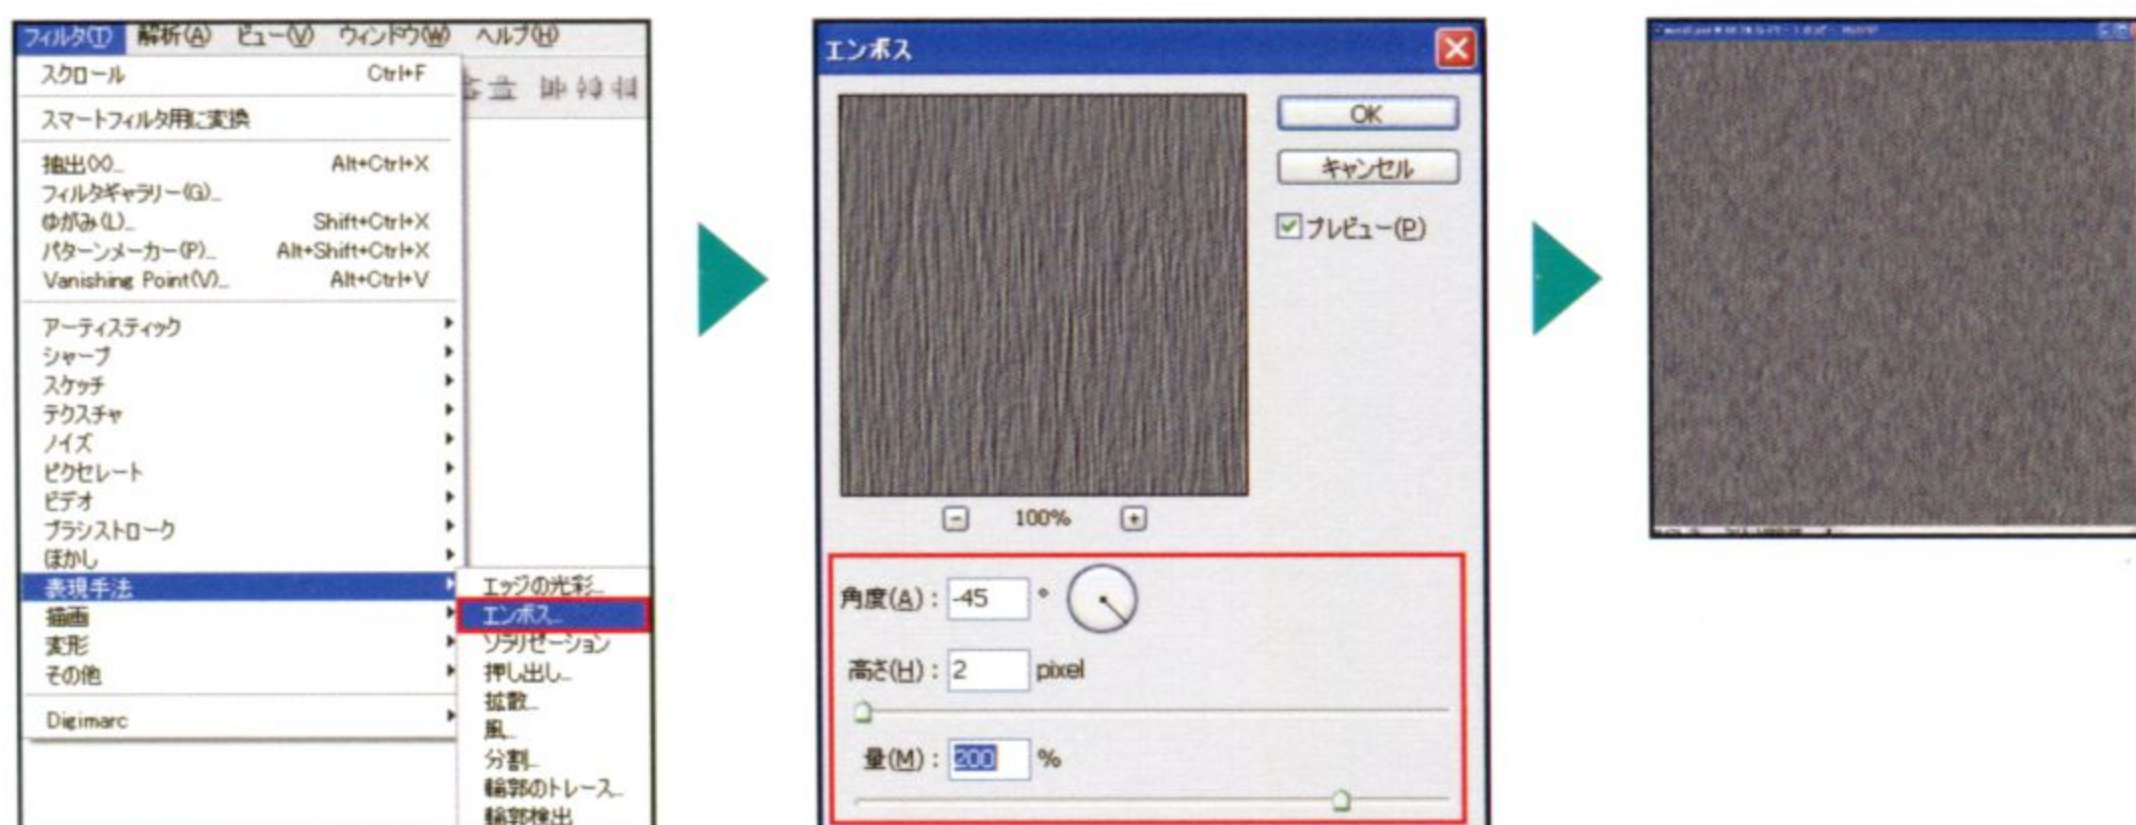 フィルタ(T) 解析(A) ビュー(V) ウィンドウ(W) ヘルプ(H)
スクロール Ctrl+F
スマートフィルタ用に変換
抽出(X)... Alt+Ctrl+X
フィルタギャラリー(G)...
ゆがみ(L)... Shift+Ctrl+X
パターンメーカー(P)... Alt+Shift+Ctrl+X
Vanishing Point(V)... Alt+Ctrl+V
アーティスティック
シャープ
スケッチ
テクスチャ
ノイズ
ピクセレート
ビデオ
ブラシストローク
ぼかし
表現手法
描画
変形
その他
Digimarc
エッジの光彩...
エンボス...
ソラリゼーション
押し出し...
拡散...
風...
分割...
輪郭のトレース...
輪郭検出
エンボス
OK
キャンセル
プレビュー(P)
100%
角度(A): -45 °
高さ(H): 2 pixel
量(M): 200 %